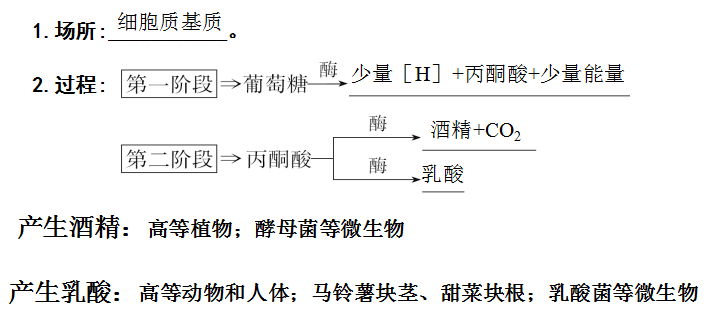 1.场所:细胞质基质。
2.过程: 第一阶段⇒葡萄糖 酶→ 少量［H］+丙酮酸+少量能量
第二阶段⇒丙酮酸 酶→ 酒精+CO₂
酶→ 乳酸
产生酒精：高等植物；酵母菌等微生物
产生乳酸：高等动物和人体；马铃薯块茎、甜菜块根；乳酸菌等微生物